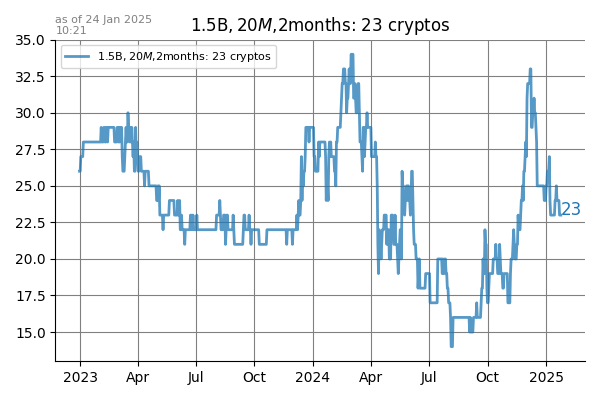 as of 24 Jan 2025
10:21
1.5B, 20M,2months: 23 cryptos
1.5B, 20M,2months: 23 cryptos
35.0
32.5
30.0
27.5
25.0
22.5
20.0
17.5
15.0
23
2023
Apr
Jul
Oct
2024
Apr
Jul
Oct
2025